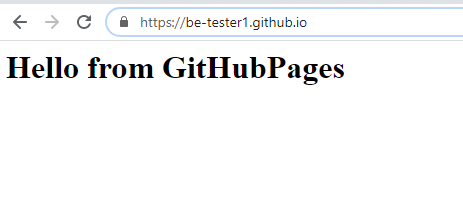 https://be-tester1.github.io
Hello from GitHubPages